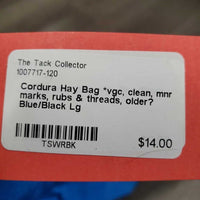 The Tack Collector
1007717-120
Cordura Hay Bag *vgc, clean, mnr
marks, rubs & threads, older?
Blue/Black Lg
$14.00
TSWRBK